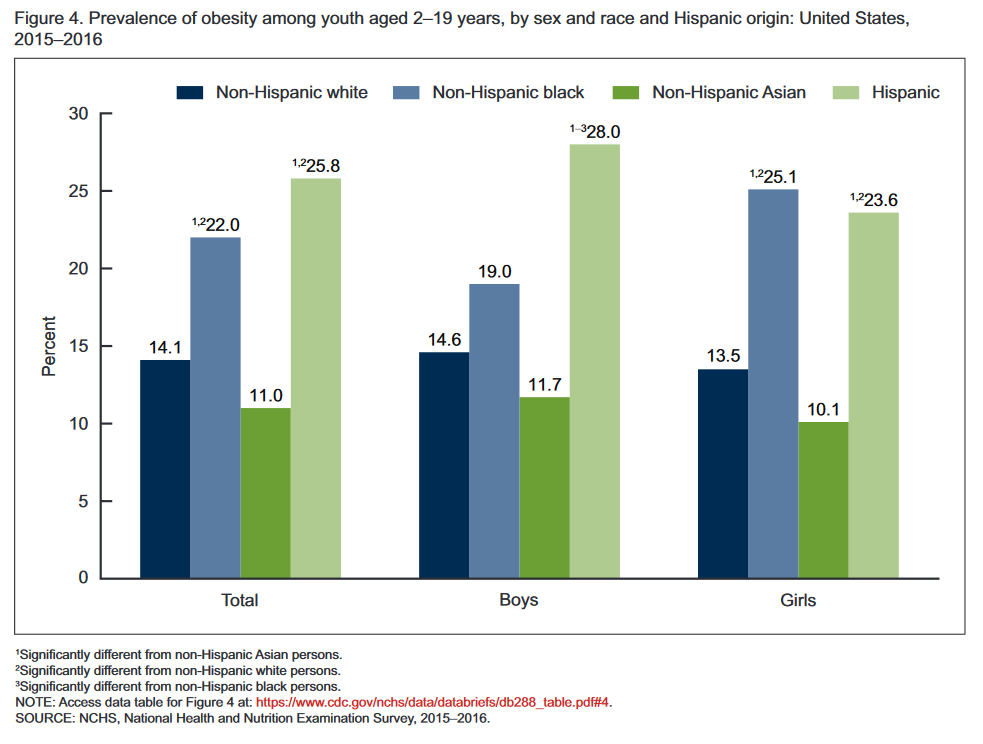 Figure 4. Prevalence of obesity among youth aged 2–19 years, by sex and race and Hispanic origin: United States,
2015–2016
Non-Hispanic white Non-Hispanic black Non-Hispanic Asian Hispanic
Percent
30
25
20
15
10
5
0
14.1
1,222.0
11.0
1,225.8
14.6
19.0
11.7
1–328.0
13.5
1,225.1
10.1
1,223.6
Total Boys Girls
1Significantly different from non-Hispanic Asian persons.
2Significantly different from non-Hispanic white persons.
3Significantly different from non-Hispanic black persons.
NOTE: Access data table for Figure 4 at: https://www.cdc.gov/nchs/data/databriefs/db288_table.pdf#4.
SOURCE: NCHS, National Health and Nutrition Examination Survey, 2015–2016.